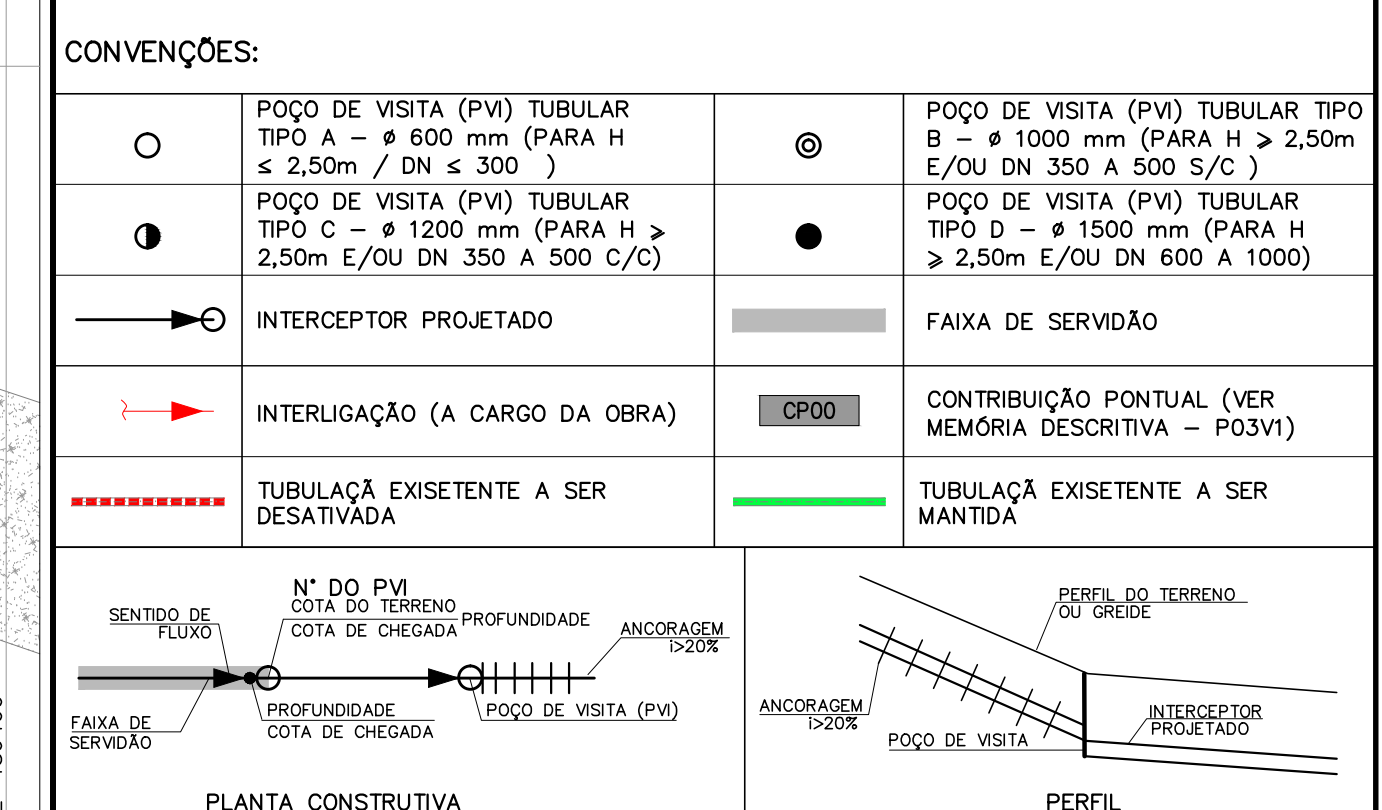 CONVENÇÕES:
POÇO DE VISITA (PVI) TUBULAR
TIPO A – ø 600 mm (PARA H
≤ 2,50m / DN ≤ 300 )
POÇO DE VISITA (PVI) TUBULAR TIPO
B – ø 1000 mm (PARA H ⩾ 2,50m
E/OU DN 350 A 500 S/C )
POÇO DE VISITA (PVI) TUBULAR
TIPO C – ø 1200 mm (PARA H ⩾
2,50m E/OU DN 350 A 500 C/C)
POÇO DE VISITA (PVI) TUBULAR
TIPO D – ø 1500 mm (PARA H
⩾ 2,50m E/OU DN 600 A 1000)
INTERCEPTOR PROJETADO
FAIXA DE SERVIDÃO
INTERLIGAÇÃO (A CARGO DA OBRA)
CP00
CONTRIBUIÇÃO PONTUAL (VER
MEMÓRIA DESCRITIVA – P03V1)
TUBULAÇÃ EXISETENTE A SER
DESATIVADA
TUBULAÇÃ EXISETENTE A SER
MANTIDA
N° DO PVI
COTA DO TERRENO
COTA DE CHEGADA
PROFUNDIDADE
SENTIDO DE
FLUXO
ANCORAGEM
i>20%
FAIXA DE
SERVIDÃO
PROFUNDIDADE
COTA DE CHEGADA
POÇO DE VISITA (PVI)
PLANTA CONSTRUTIVA
PERFIL DO TERRENO
OU GREIDE
ANCORAGEM
i>20%
POÇO DE VISITA
INTERCEPTOR
PROJETADO
PERFIL